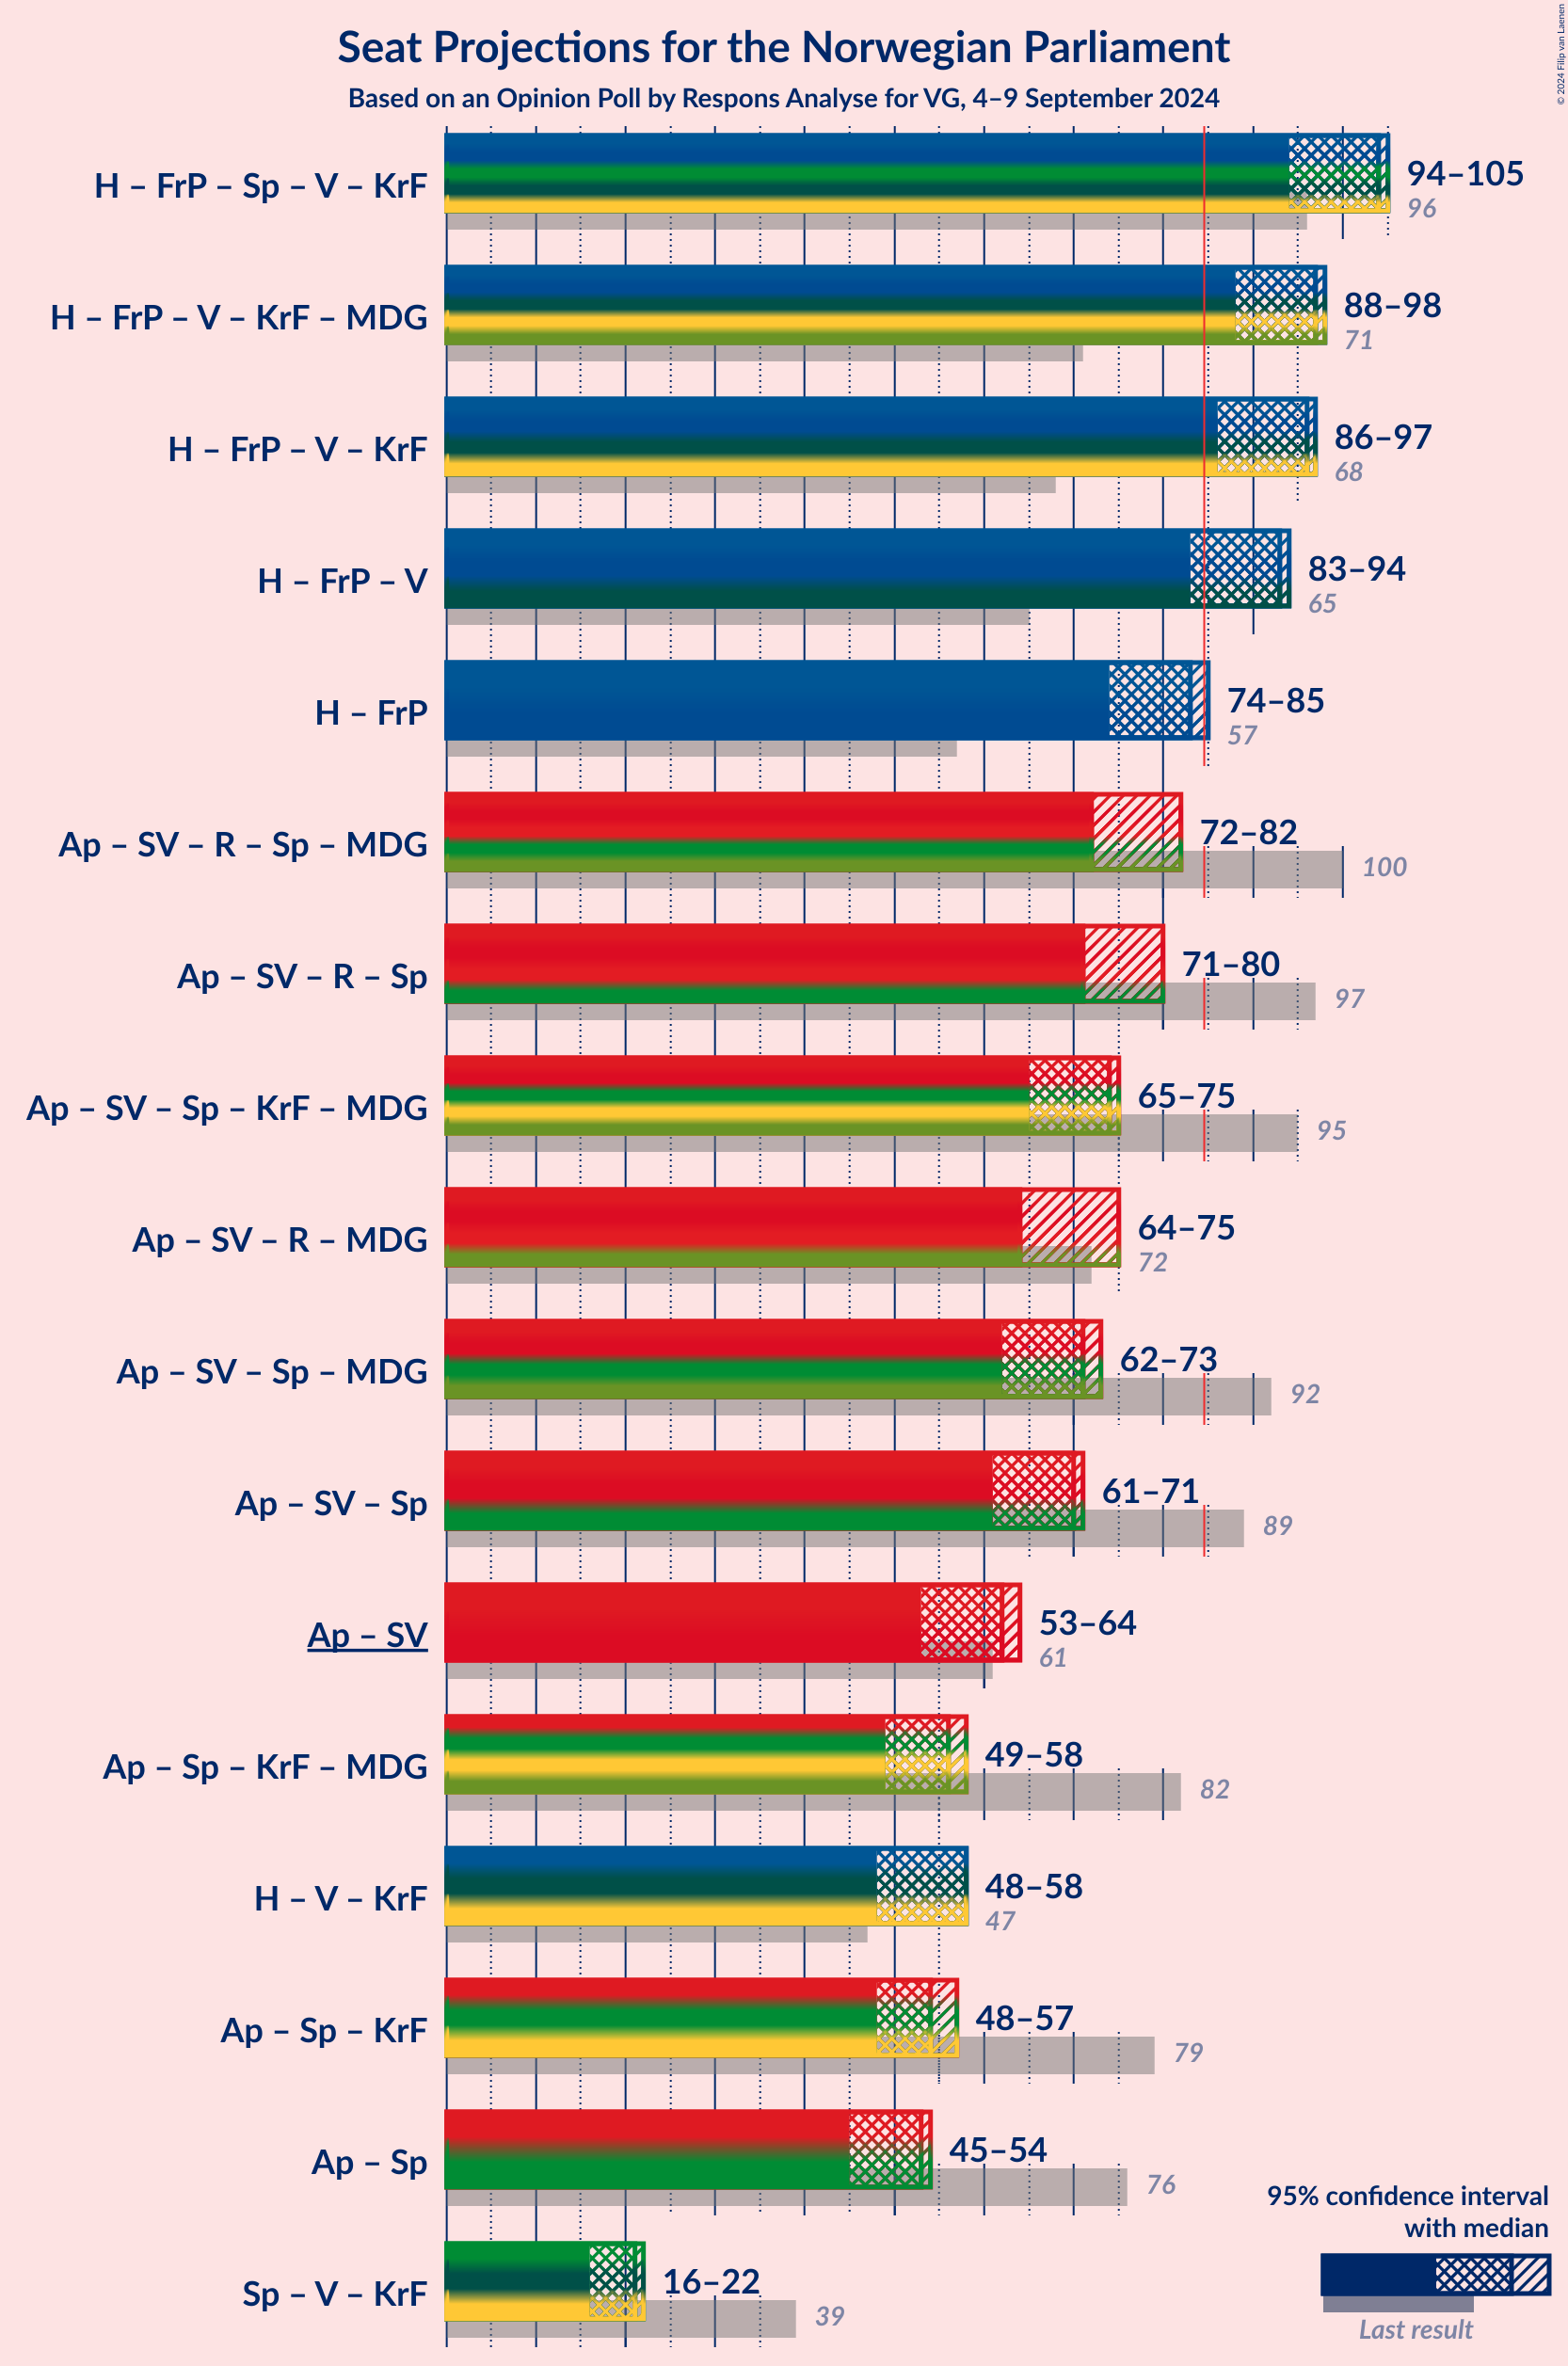 © 2024 Filip van Laenen
Seat Projections for the Norwegian Parliament
Based on an Opinion Poll by Respons Analyse for VG, 4–9 September 2024
H – FrP – Sp – V – KrF
94–105
96
H – FrP – V – KrF – MDG
88–98
71
H – FrP – V – KrF
86–97
68
H – FrP – V
83–94
65
H – FrP
74–85
57
Ap – SV – R – Sp – MDG
72–82
100
Ap – SV – R – Sp
71–80
97
Ap – SV – Sp – KrF – MDG
65–75
95
Ap – SV – R – MDG
64–75
72
Ap – SV – Sp – MDG
62–73
92
Ap – SV – Sp
61–71
89
Ap – SV
53–64
61
Ap – Sp – KrF – MDG
49–58
82
H – V – KrF
48–58
47
Ap – Sp – KrF
48–57
79
Ap – Sp
45–54
76
Sp – V – KrF
16–22
39
95% confidence interval
with median
Last result